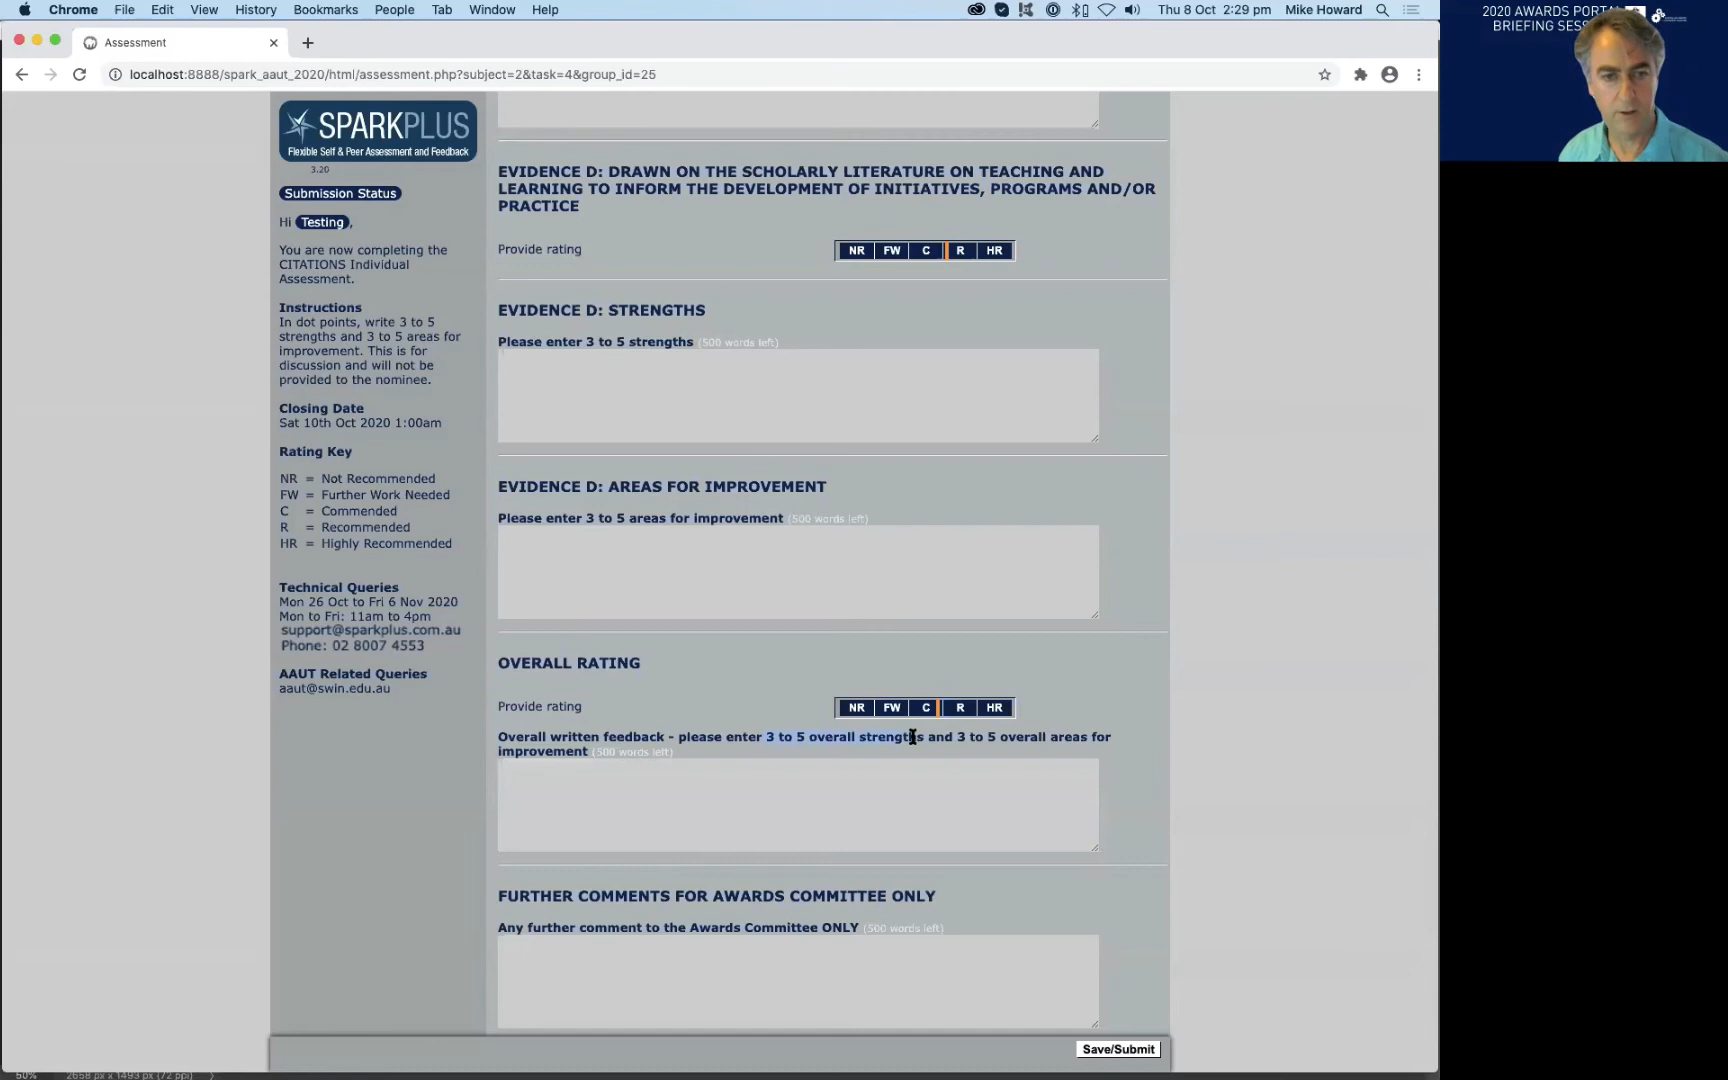 Chrome File Edit View History Bookmarks People Tab Window Help
Thu 8 Oct 2:29 pm Mike Howard
2020 AWARDS PORTAL
BRIEFING
Assessment
localhost:8888/spark_aaut_2020/html/assessment.php?subject=2&task=4&group_id=25
SPARKPLUS
Flexible Self & Peer Assessment and Feedback
3.20
Submission Status
Hi Testing,
You are now completing the
CITATIONS Individual
Assessment.
Instructions
In dot points, write 3 to 5
strengths and 3 to 5 areas for
improvement. This is for
discussion and will not be
provided to the nominee.
Closing Date
Sat 10th Oct 2020 1:00am
Rating Key
NR = Not Recommended
FW = Further Work Needed
C = Commended
R = Recommended
HR = Highly Recommended
Technical Queries
Mon 26 Oct to Fri 6 Nov 2020
Mon to Fri: 11am to 4pm
support@sparkplus.com.au
Phone: 02 8007 4553
AAUT Related Queries
aaut@swin.edu.au
EVIDENCE D: DRAWN ON THE SCHOLARLY LITERATURE ON TEACHING AND
LEARNING TO INFORM THE DEVELOPMENT OF INITIATIVES, PROGRAMS AND/OR
PRACTICE
Provide rating NR FW C R HR
EVIDENCE D: STRENGTHS
Please enter 3 to 5 strengths (500 words left)
EVIDENCE D: AREAS FOR IMPROVEMENT
Please enter 3 to 5 areas for improvement (500 words left)
OVERALL RATING
Provide rating NR FW C R HR
Overall written feedback - please enter 3 to 5 overall strengths and 3 to 5 overall areas for
improvement (500 words left)
FURTHER COMMENTS FOR AWARDS COMMITTEE ONLY
Any further comment to the Awards Committee ONLY (500 words left)
Save/Submit
50% 2658 px x 1493 px (72 ppi)